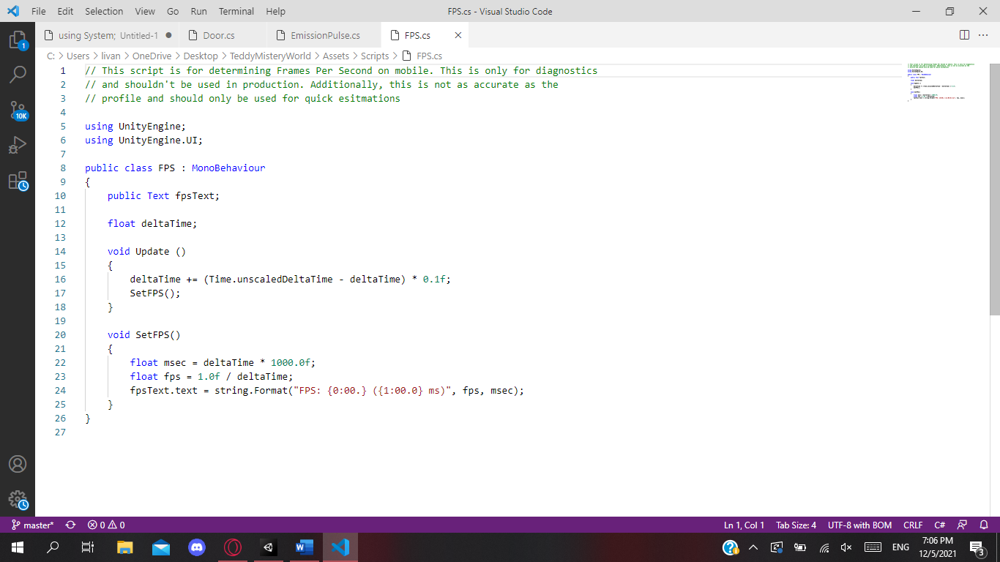 File Edit Selection View Go Run Terminal Help FPS.cs - Visual Studio Code
using System; Untitled-1 Door.cs EmissionPulse.cs FPS.cs
C: > Users > livan > OneDrive > Desktop > TeddyMisteryWorld > Assets > Scripts > FPS.cs
1 // This script is for determining Frames Per Second on mobile. This is only for diagnostics
2 // and shouldn't be used in production. Additionally, this is not as accurate as the
3 // profile and should only be used for quick esitmations
4
5 using UnityEngine;
6 using UnityEngine.UI;
7
8 public class FPS : MonoBehaviour
9 {
10 public Text fpsText;
11
12 float deltaTime;
13
14 void Update ()
15 {
16 deltaTime += (Time.unscaledDeltaTime - deltaTime) * 0.1f;
17 SetFPS();
18 }
19
20 void SetFPS()
21 {
22 float msec = deltaTime * 1000.0f;
23 float fps = 1.0f / deltaTime;
24 fpsText.text = string.Format("FPS: {0:00.} ({1:00.0} ms)", fps, msec);
25 }
26 }
27
1
10K
master* 0 0 Ln 1, Col 1 Tab Size: 4 UTF-8 with BOM CRLF C#
ENG 7:06 PM
12/5/2021 3